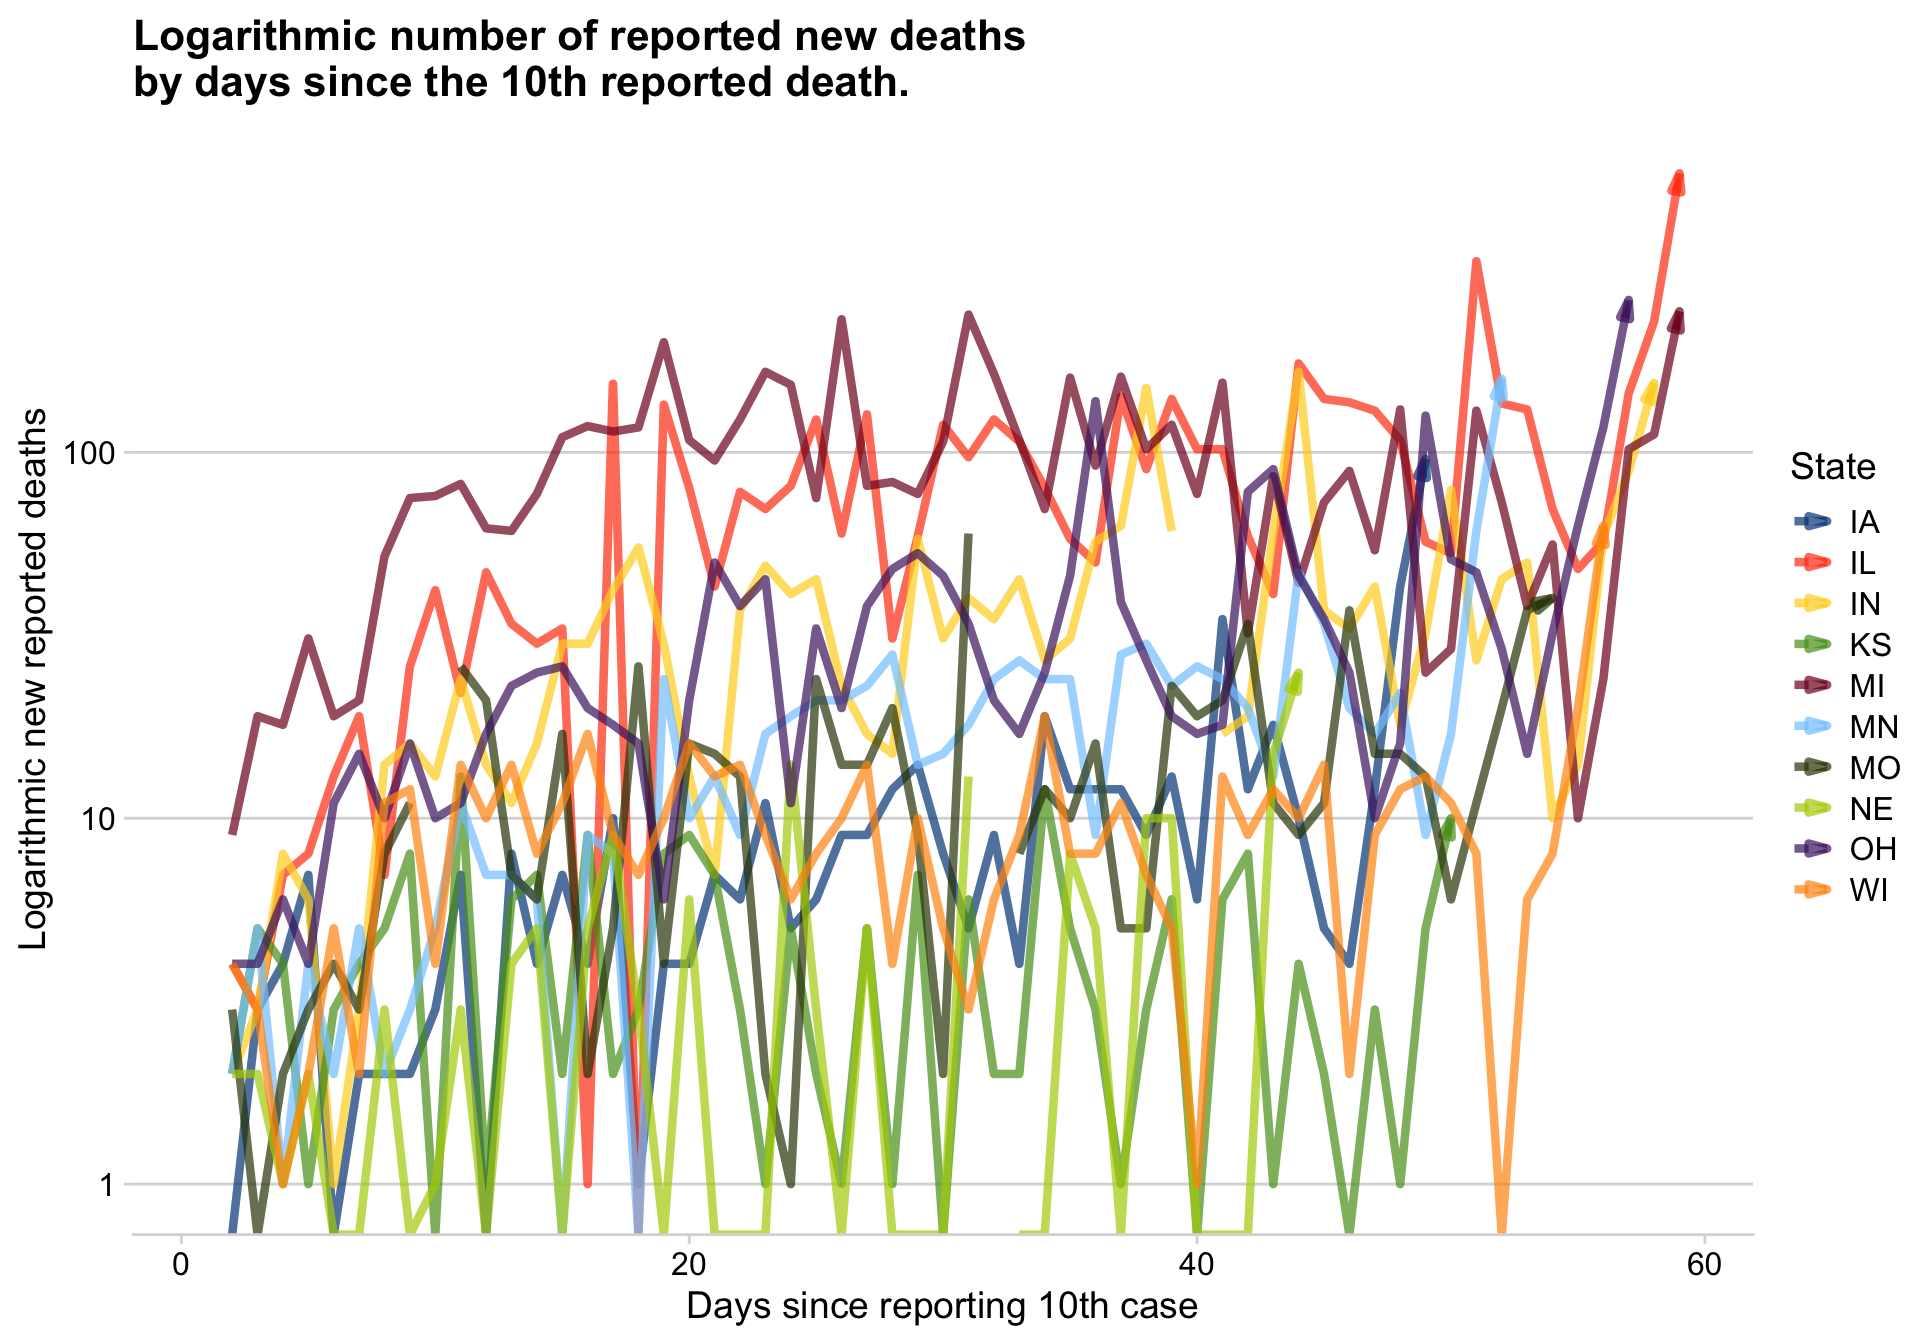 Logarithmic number of reported new deaths
by days since the 10th reported death.
Logarithmic new reported deaths
100
10
1
0
20
40
60
Days since reporting 10th case
State
IA
IL
IN
KS
MI
MN
MO
NE
OH
WI